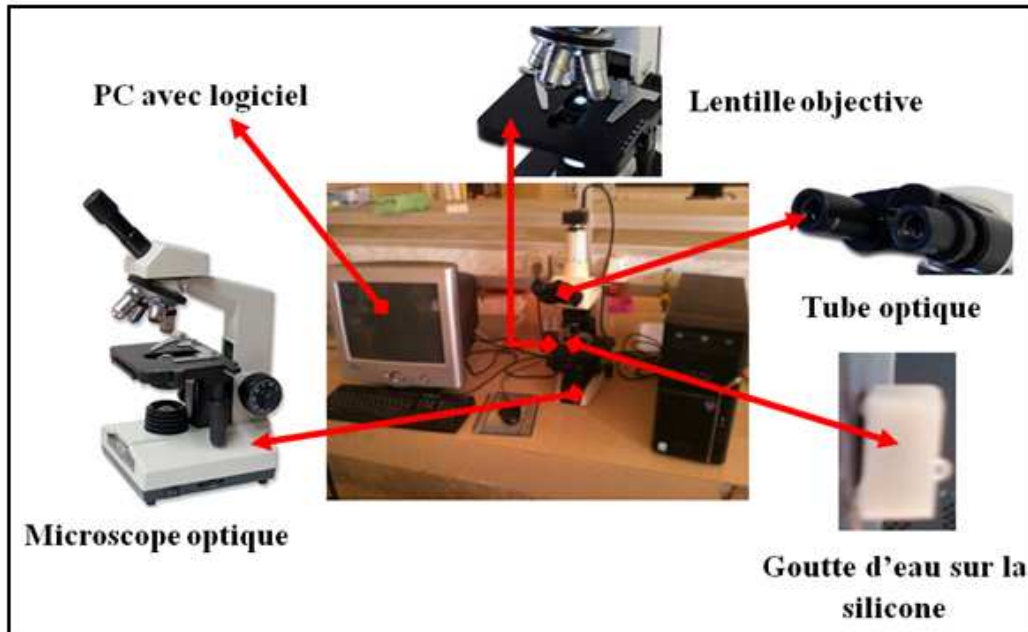 PC avec logiciel
Lentille objective
Tube optique
Microscope optique
Goutte d'eau sur la
silicone